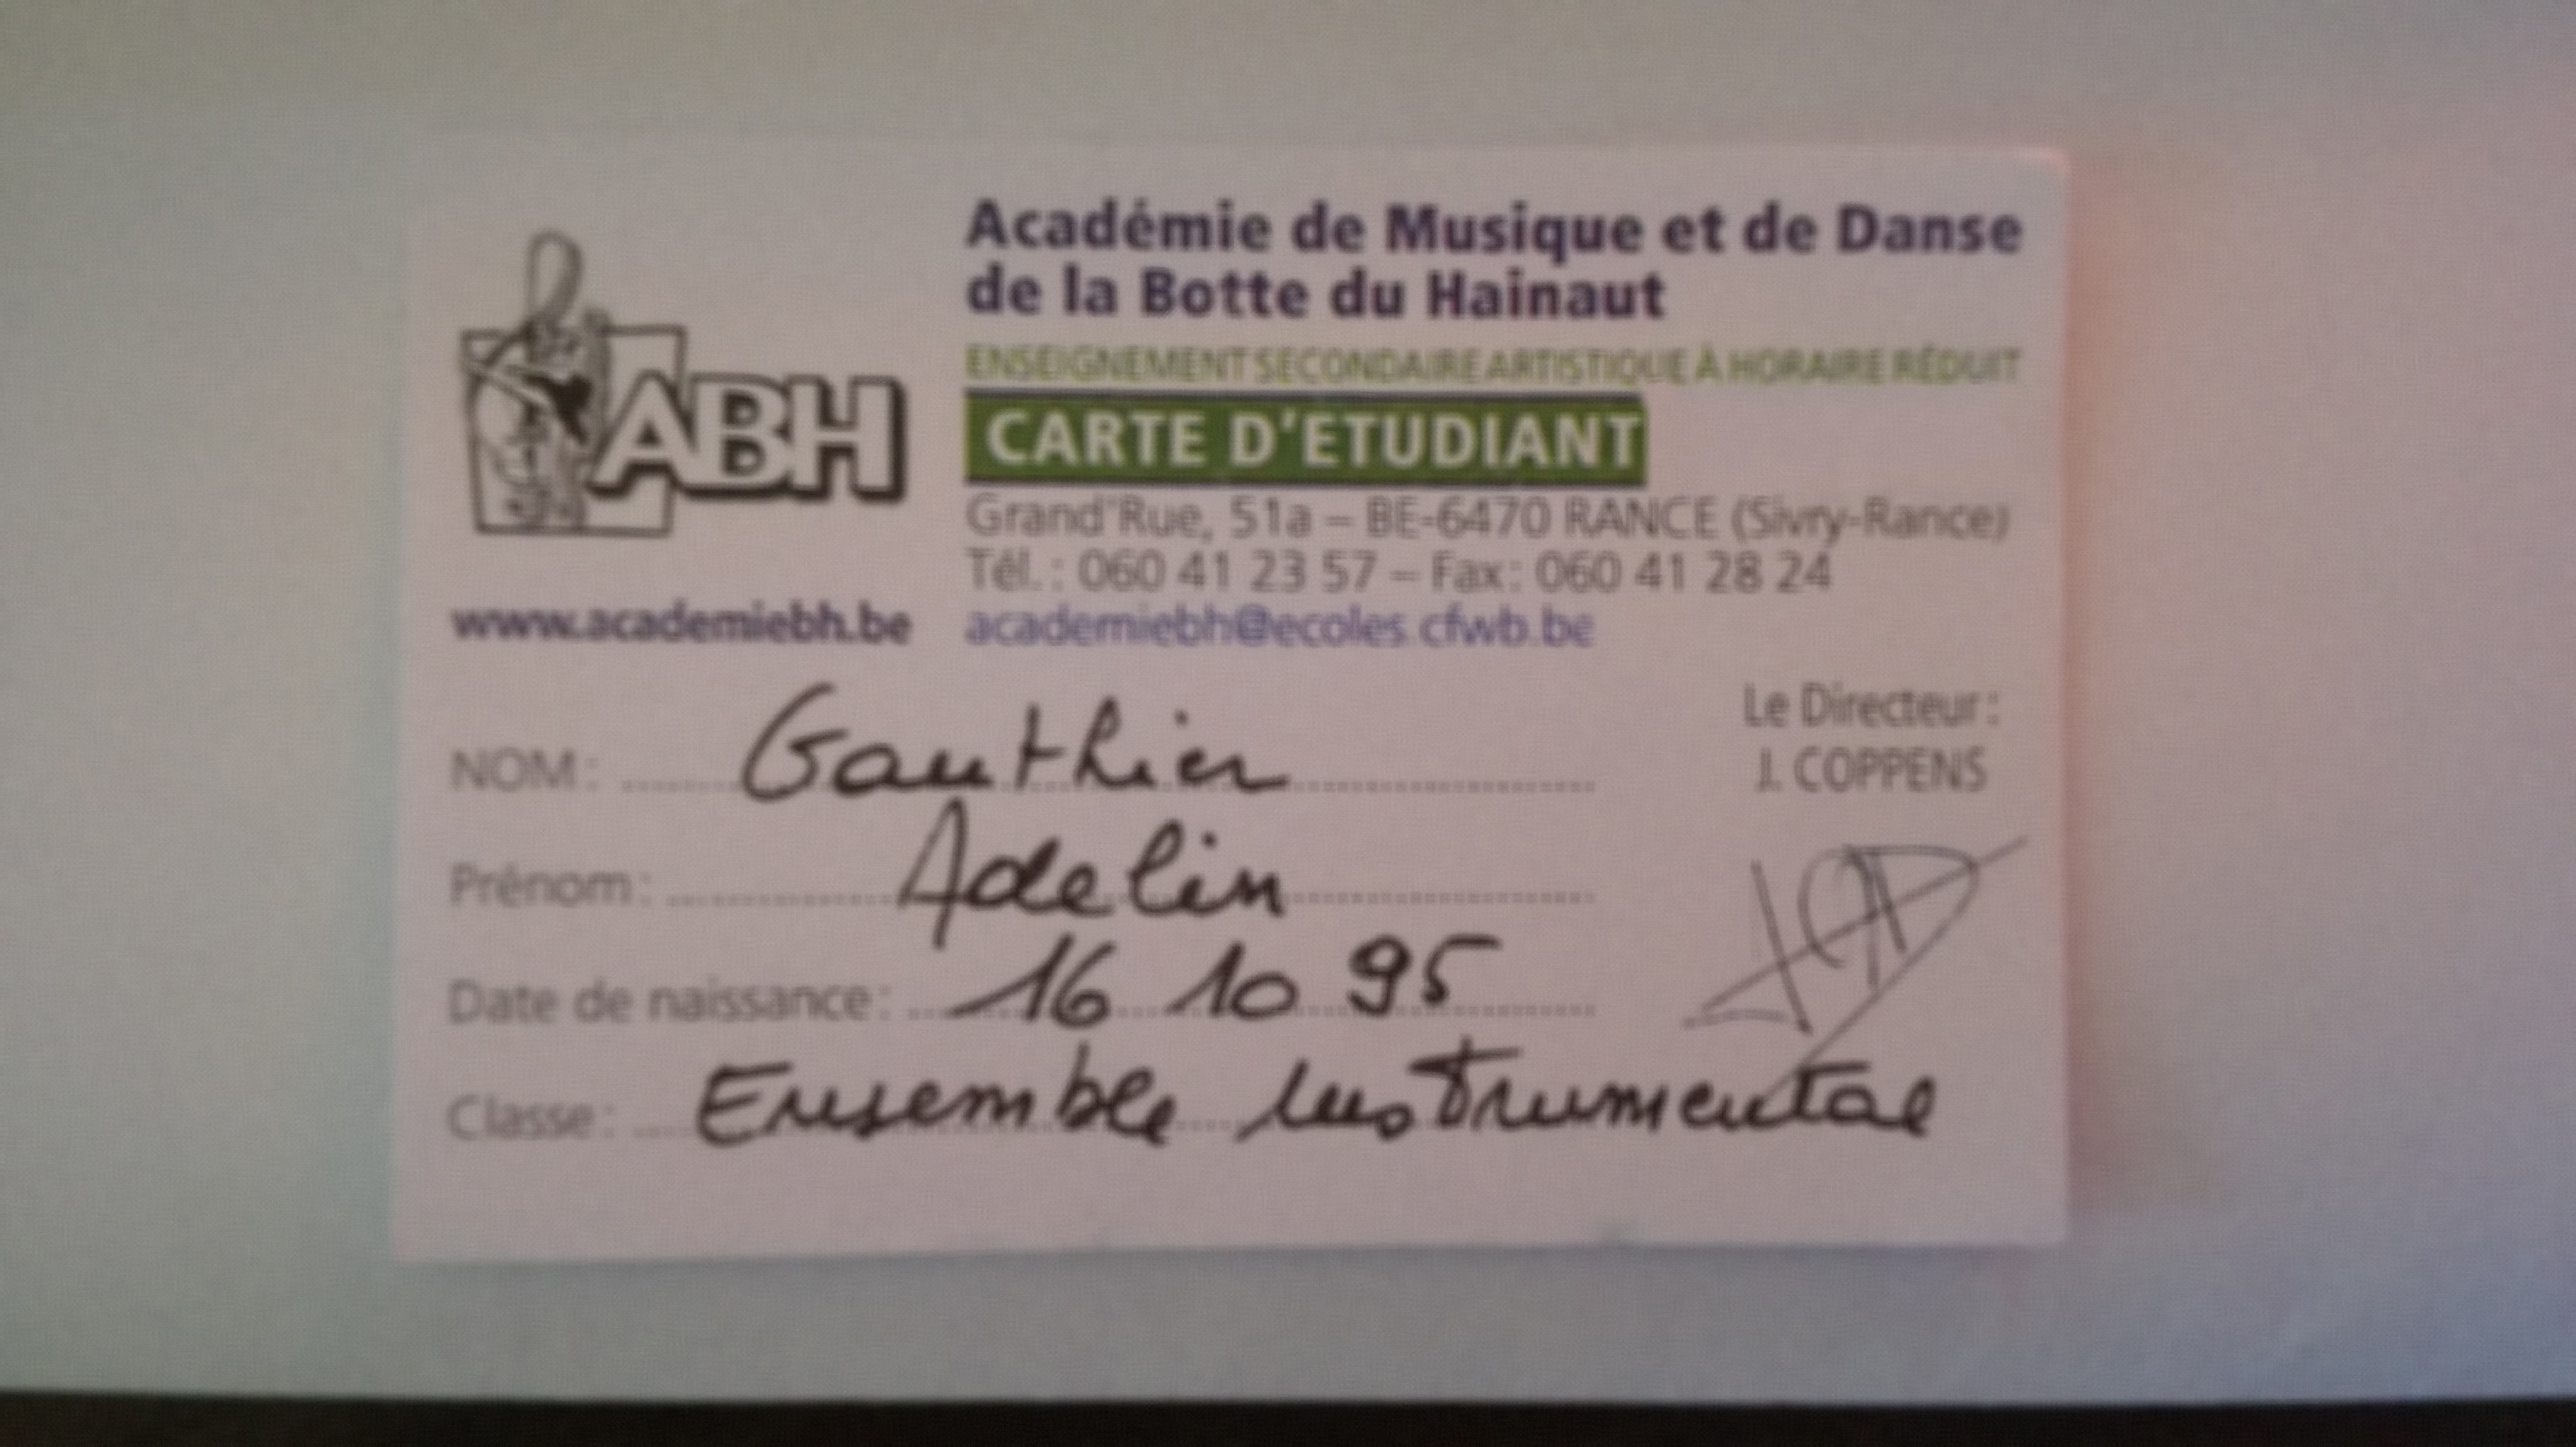 Académie de Musique et de Danse
de la Botte du Hainaut
ENSEIGNEMENT SECONDAIRE ARTISTIQUE À HORAIRE RÉDUIT
CARTE D'ETUDIANT
ABH
Grand'Rue, 51a – BE-6470 RANCE (Sivry-Rance)
Tél.: 060 41 23 57 – Fax: 060 41 28 24
www.academiebh.be academiebh@ecoles.cfwb.be
Le Directeur:
J. COPPENS
NOM: Gauthier
Prénom: Adelin
Date de naissance: 16 10 95
Classe: Ensemble Instrumental